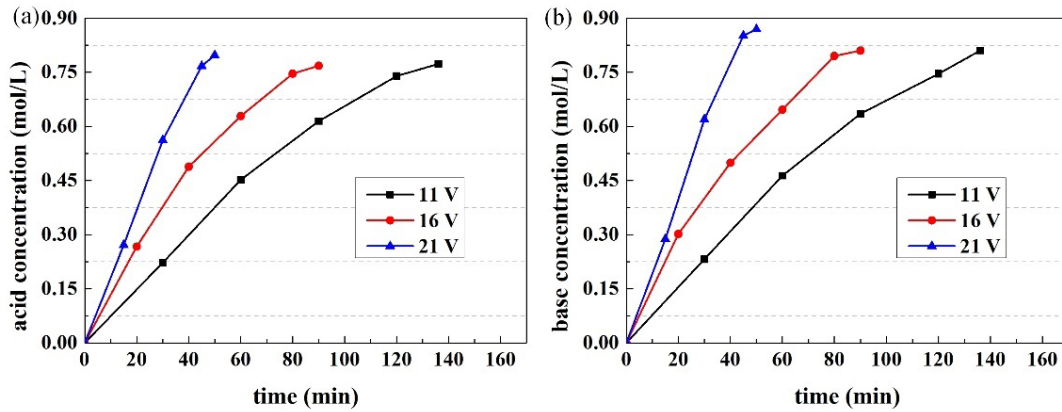 (a)
acid concentration (mol/L)
0.90
0.75
0.60
0.45
0.30
0.15
0.00
0 20 40 60 80 100 120 140 160
time (min)
11 V
16 V
21 V
(b)
base concentration (mol/L)
0.90
0.75
0.60
0.45
0.30
0.15
0.00
0 20 40 60 80 100 120 140 160
time (min)
11 V
16 V
21 V